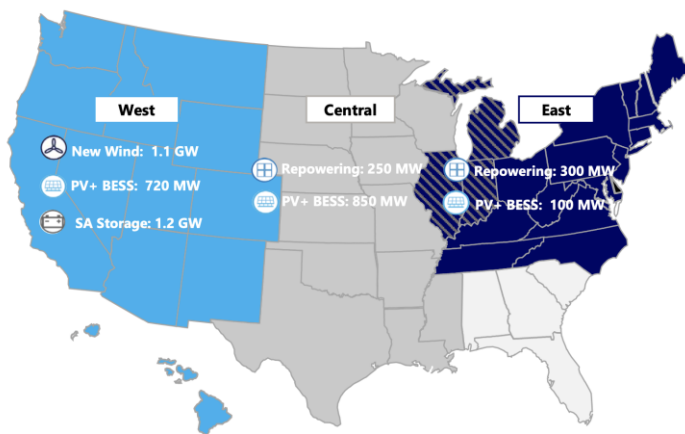 West
Central
East
New Wind: 1.1 GW
PV+ BESS: 720 MW
SA Storage: 1.2 GW
Repowering: 250 MW
PV+ BESS: 850 MW
Repowering: 300 MW
PV+ BESS: 100 MW